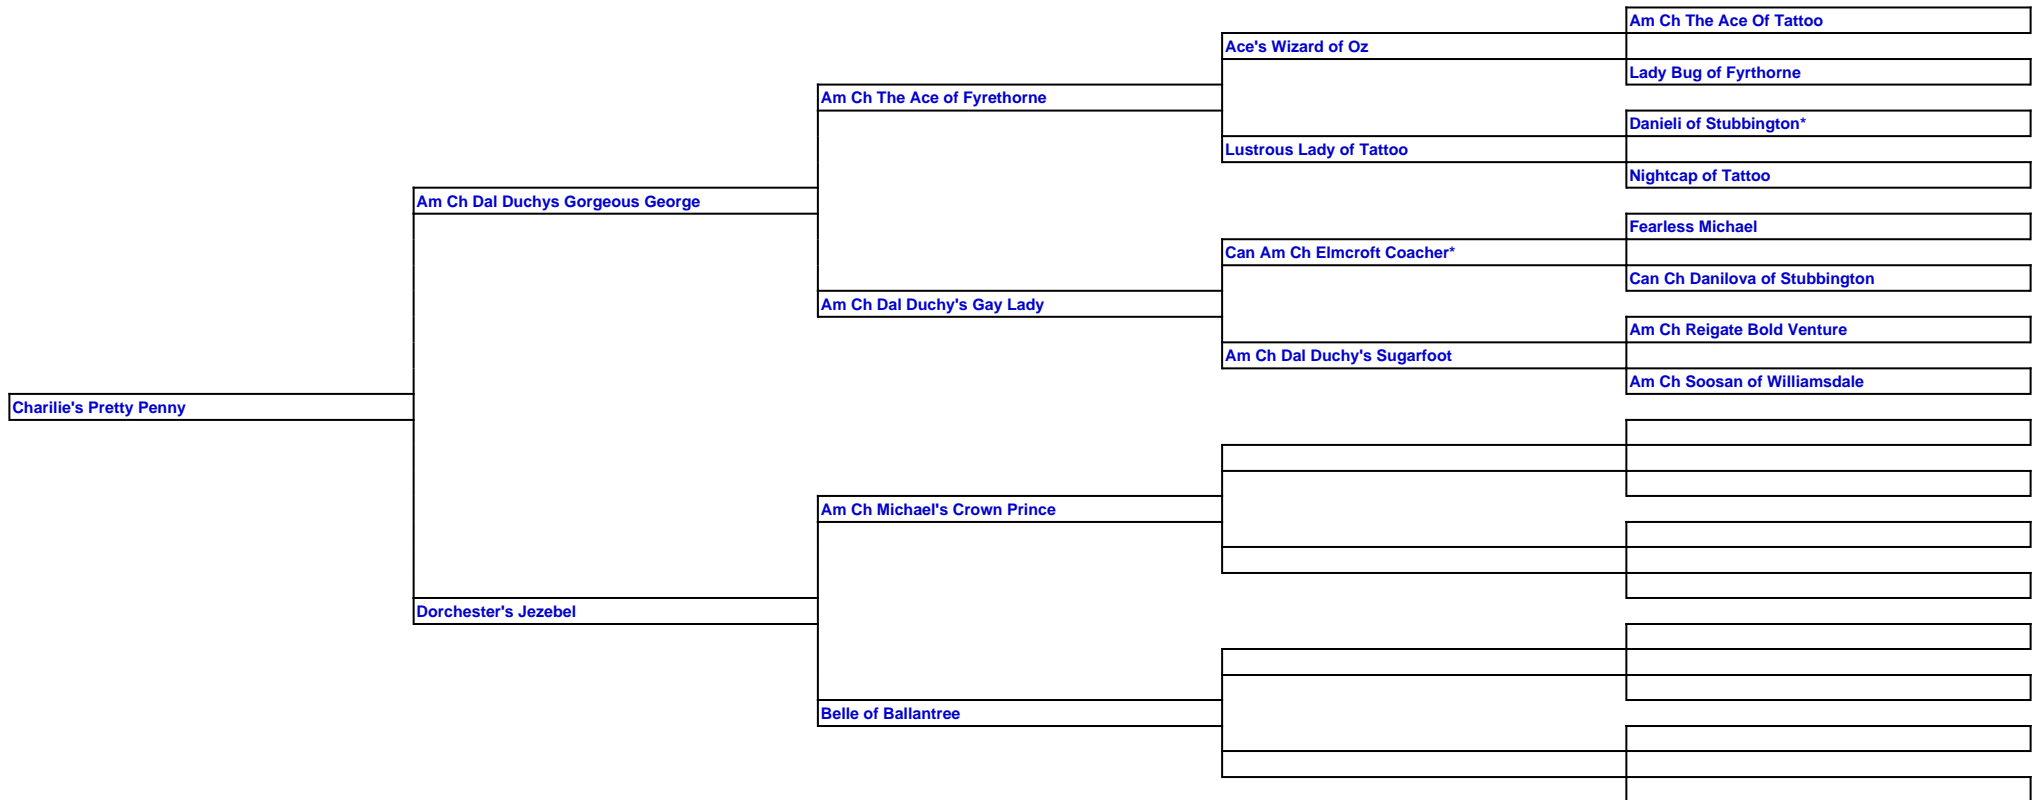 Am Ch The Ace Of Tattoo
Ace's Wizard of Oz
Lady Bug of Fyrthorne
Am Ch The Ace of Fyrethorne
Danieli of Stubbington*
Lustrous Lady of Tattoo
Nightcap of Tattoo
Am Ch Dal Duchys Gorgeous George
Fearless Michael
Can Am Ch Elmcroft Coacher*
Can Ch Danilova of Stubbington
Am Ch Dal Duchy's Gay Lady
Am Ch Reigate Bold Venture
Am Ch Dal Duchy's Sugarfoot
Am Ch Soosan of Williamsdale
Charilie's Pretty Penny
Am Ch Michael's Crown Prince
Dorchester's Jezebel
Belle of Ballantree